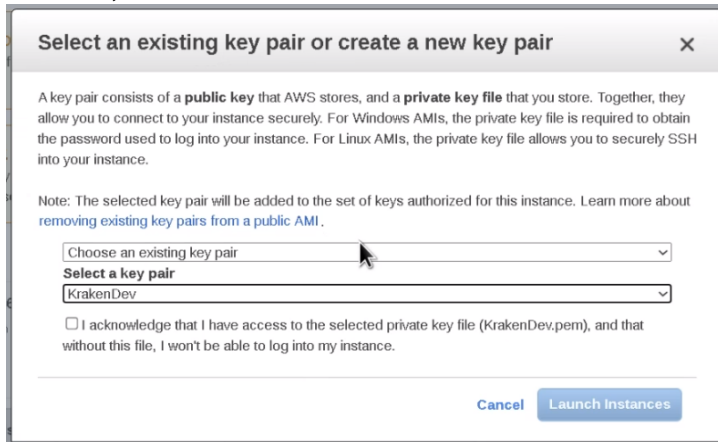 Select an existing key pair or create a new key pair
A key pair consists of a public key that AWS stores, and a private key file that you store. Together, they
allow you to connect to your instance securely. For Windows AMIs, the private key file is required to obtain
the password used to log into your instance. For Linux AMIs, the private key file allows you to securely SSH
into your instance.
Note: The selected key pair will be added to the set of keys authorized for this instance. Learn more about
removing existing key pairs from a public AMI.
Choose an existing key pair
Select a key pair
KrakenDev
I acknowledge that I have access to the selected private key file (KrakenDev.pem), and that
without this file, I won't be able to log into my instance.
Cancel Launch Instances